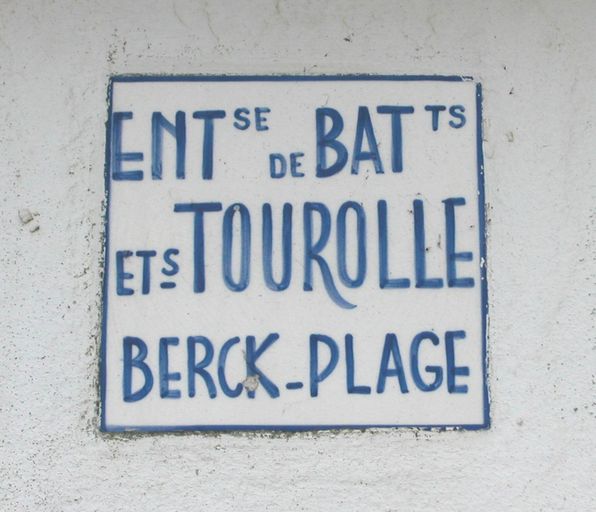 ENTSE DE BATTS
ETS TOUROLLE
BERCK-PLAGE